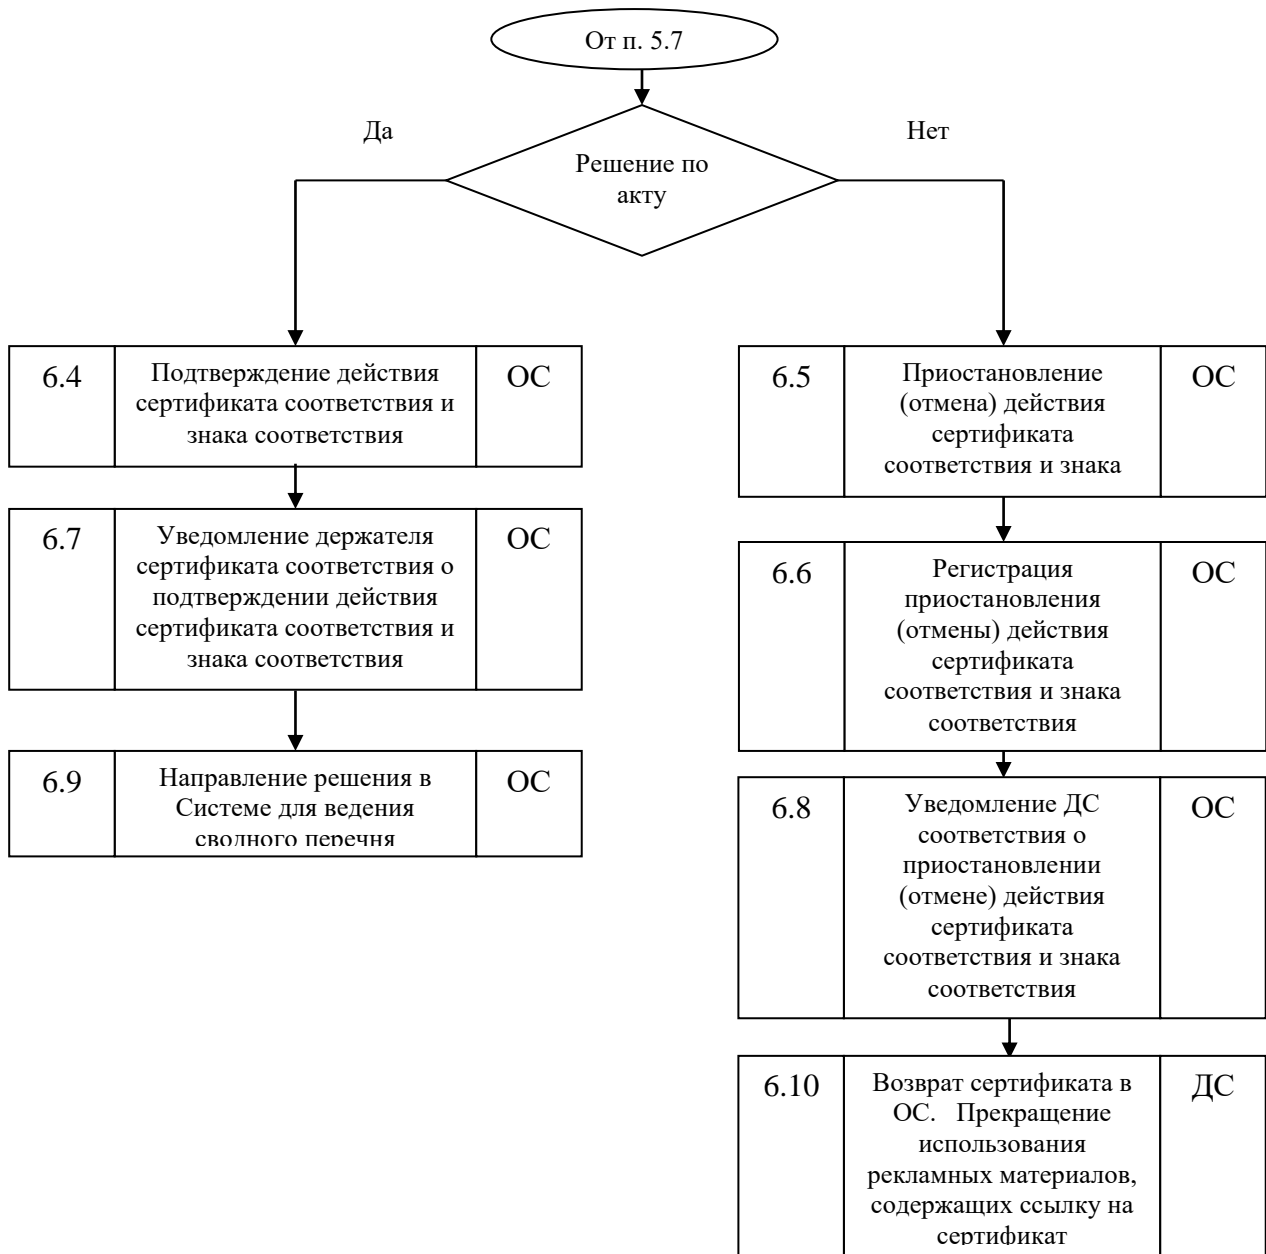 От п. 5.7
Да
Нет
Решение по
акту
6.4
Подтверждение действия
сертификата соответствия и
знака соответствия
ОС
6.7
Уведомление держателя
сертификата соответствия о
подтверждении действия
сертификата соответствия и
знака соответствия
ОС
6.9
Направление решения в
Системе для ведения
сводного перечня
ОС
6.5
Приостановление
(отмена) действия
сертификата
соответствия и знака
ОС
6.6
Регистрация
приостановления
(отмены) действия
сертификата
соответствия и знака
соответствия
ОС
6.8
Уведомление ДС
соответствия о
приостановлении
(отмене) действия
сертификата
соответствия и знака
соответствия
ОС
6.10
Возврат сертификата в
ОС. Прекращение
использования
рекламных материалов,
содержащих ссылку на
сертификат
ДС